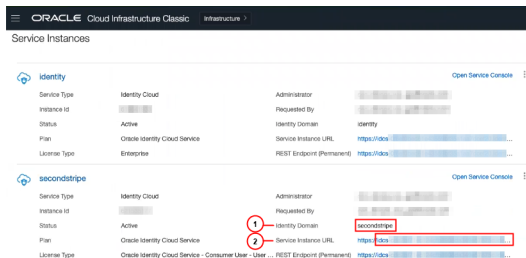 ORACLE Cloud Infrastructure Classic Infrastructure >
Service Instances
identity Open Service Console
Service Type Identity Cloud Administrator
Instance Id Requested By
Status Active Identity Domain identity
Plan Oracle Identity Cloud Service Service Instance URL https://idcs ...
License Type Enterprise REST Endpoint (Permanent) https://idcs ...
secondstripe Open Service Console
Service Type Identity Cloud Administrator
Instance Id Requested By
Status Active 1 Identity Domain secondstripe
Plan Oracle Identity Cloud Service 2 Service Instance URL https://idcs ...
License Type Oracle Identity Cloud Service - Consumer User - User ... REST Endpoint (Permanent) https://idcs ...